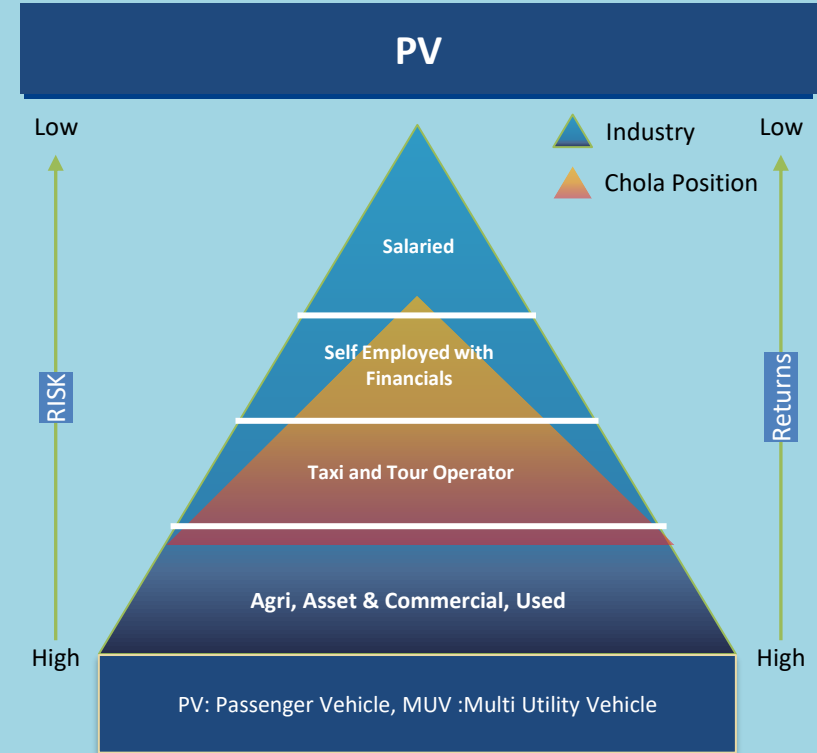 PV
Low
Industry
Low
Chola Position
Salaried
Self Employed with
Financials
RISK
Returns
Taxi and Tour Operator
Agri, Asset & Commercial, Used
High
High
PV: Passenger Vehicle, MUV :Multi Utility Vehicle